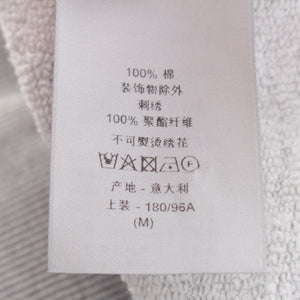 100% 棉
装饰物除外
刺绣
100% 聚酯纤维
不可熨烫绣花
产地 - 意大利
上装 - 180/96A
(M)